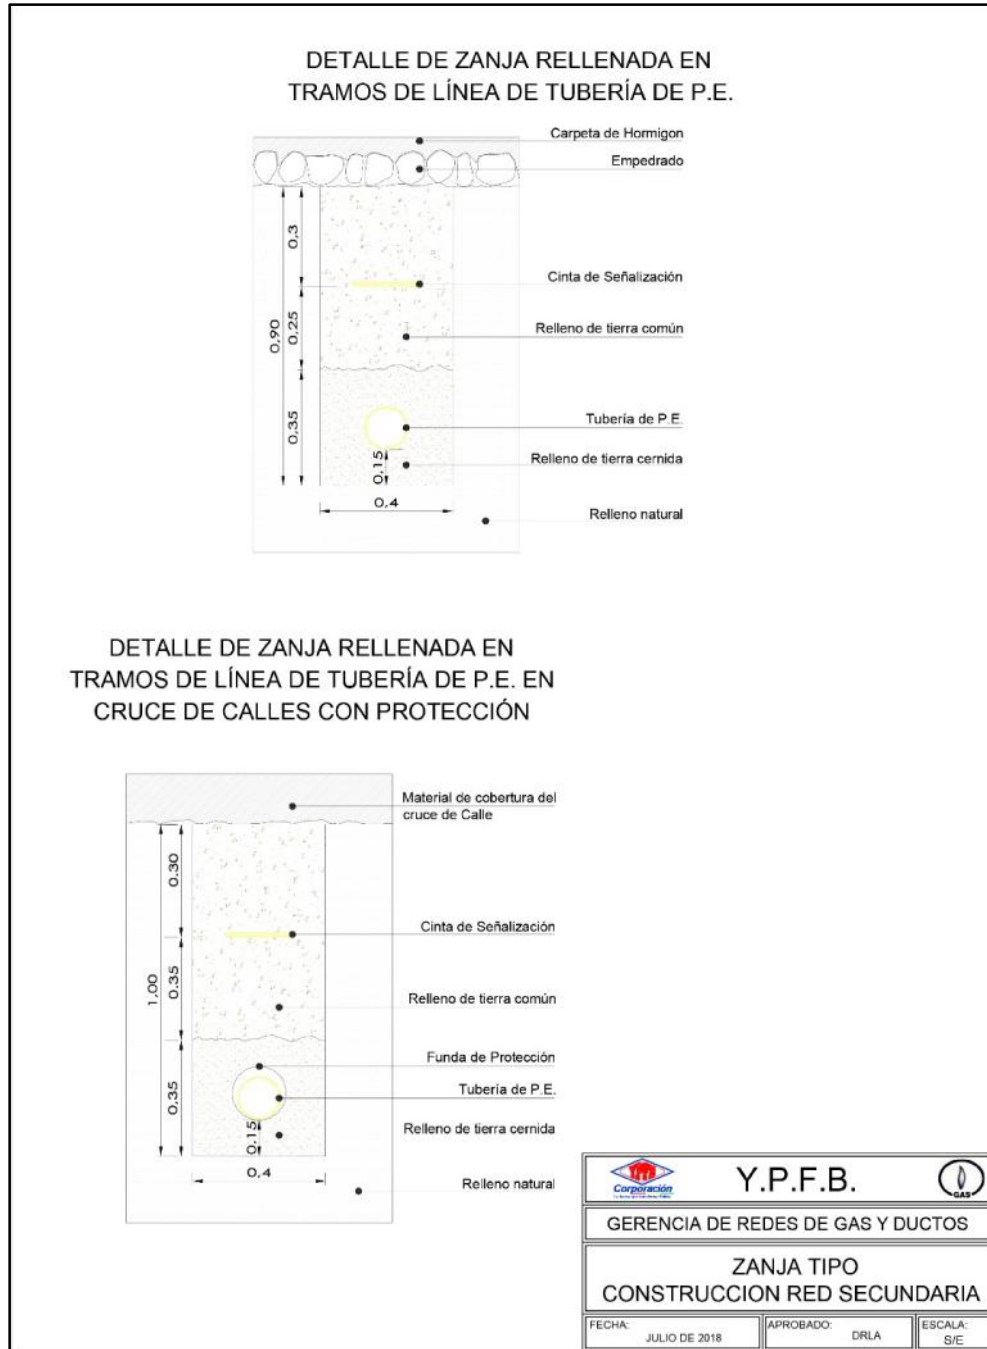 DETALLE DE ZANJA RELLENADA EN
TRAMOS DE LÍNEA DE TUBERÍA DE P.E.
Carpeta de Hormigon
Empedrado
0,3
Cinta de Señalización
0,25
0,90
Relleno de tierra común
0,35
Tubería de P.E.
0,15
Relleno de tierra cernida
0,4
Relleno natural
DETALLE DE ZANJA RELLENADA EN
TRAMOS DE LÍNEA DE TUBERÍA DE P.E. EN
CRUCE DE CALLES CON PROTECCIÓN
Material de cobertura del
cruce de Calle
0.30
Cinta de Señalización
0.35
1,00
Relleno de tierra común
Funda de Protección
0,35
Tubería de P.E.
Relleno de tierra cernida
0.15
0,4
Relleno natural
Corporación
Y.P.F.B.
GAS
GERENCIA DE REDES DE GAS Y DUCTOS
ZANJA TIPO
CONSTRUCCION RED SECUNDARIA
FECHA:
JULIO DE 2018
APROBADO:
DRLA
ESCALA:
S/E